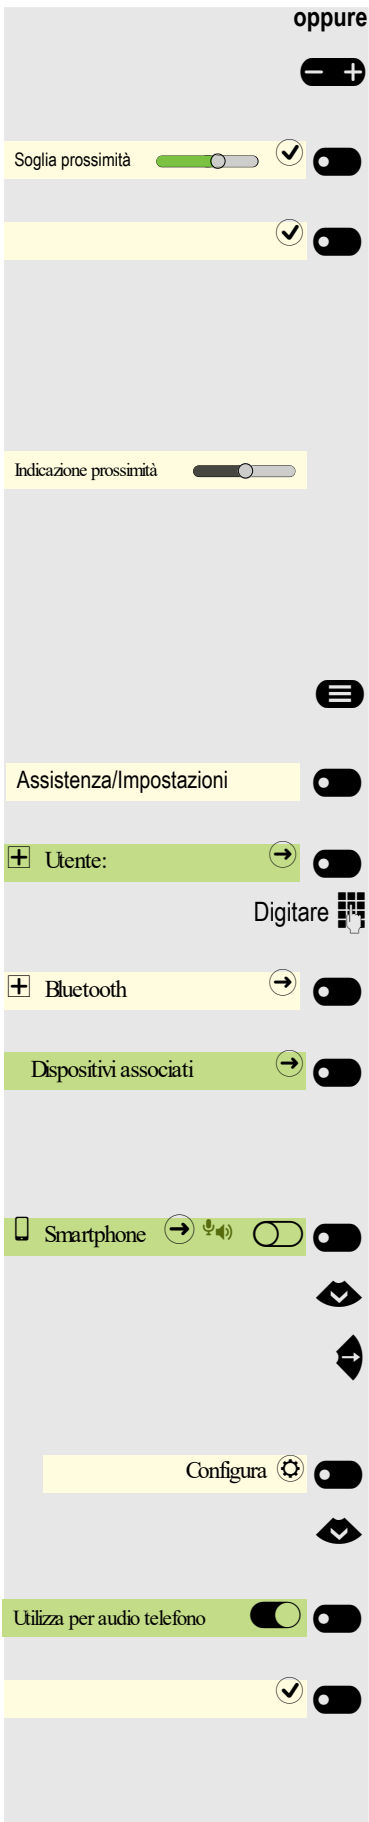 oppure
Soglia prossimità
Indicazione prossimità
Assistenza/Impostazioni
Utente:
Digitare
Bluetooth
Dispositivi associati
Smartphone
Configura
Utilizza per audio telefono